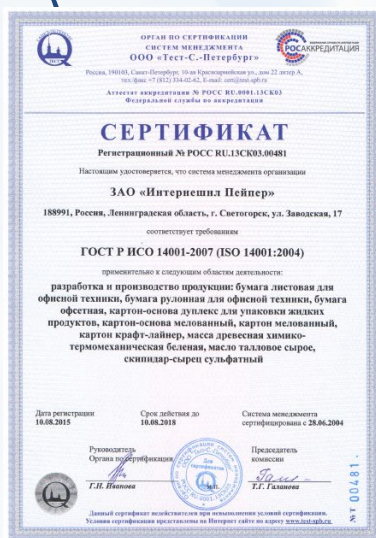 ОРГАН ПО СЕРТИФИКАЦИИ
СИСТЕМ МЕНЕДЖМЕНТА
ООО «Тест-С.-Петербург»
РОСАККРЕДИТАЦИЯ
Россия, 190103, Санкт-Петербург, 10-я Красноармейская ул., дом 22 литер А,
тел./факс +7 (812) 334-02-62, E-mail: cert@test-spb.ru
Аттестат аккредитации № РОСС RU.0001.13СК03
Федеральной службы по аккредитации
СЕРТИФИКАТ
Регистрационный № РОСС RU.13СК03.00481
Настоящим удостоверяется, что система менеджмента организации
ЗАО «Интернешнл Пейпер»
188991, Россия, Ленинградская область, г. Светогорск, ул. Заводская, 17
соответствует требованиям
ГОСТ Р ИСО 14001-2007 (ISO 14001:2004)
применительно к следующим областям деятельности:
разработка и производство продукции: бумага листовая для
офисной техники, бумага рулонная для офисной техники, бумага
офсетная, картон-основа дуплекс для упаковки жидких
продуктов, картон-основа мелованный, картон мелованный,
картон крафт-лайнер, масса древесная химико-
термомеханическая беленая, масло талловое сырое,
скипидар-сырец сульфатный
Дата регистрации
10.08.2015
Срок действия до
10.08.2018
Система менеджмента
сертифицирована с 28.06.2004
Руководитель
Органа по сертификации
Г.Н. Иванова
Для
сертификатов
М.П.
Председатель
комиссии
Т.Г. Галанова
№Т 00481
Данный сертификат недействителен при невыполнении условий сертификации.
Условия сертификации представлены на Интернет сайте по адресу www.test-spb.ru